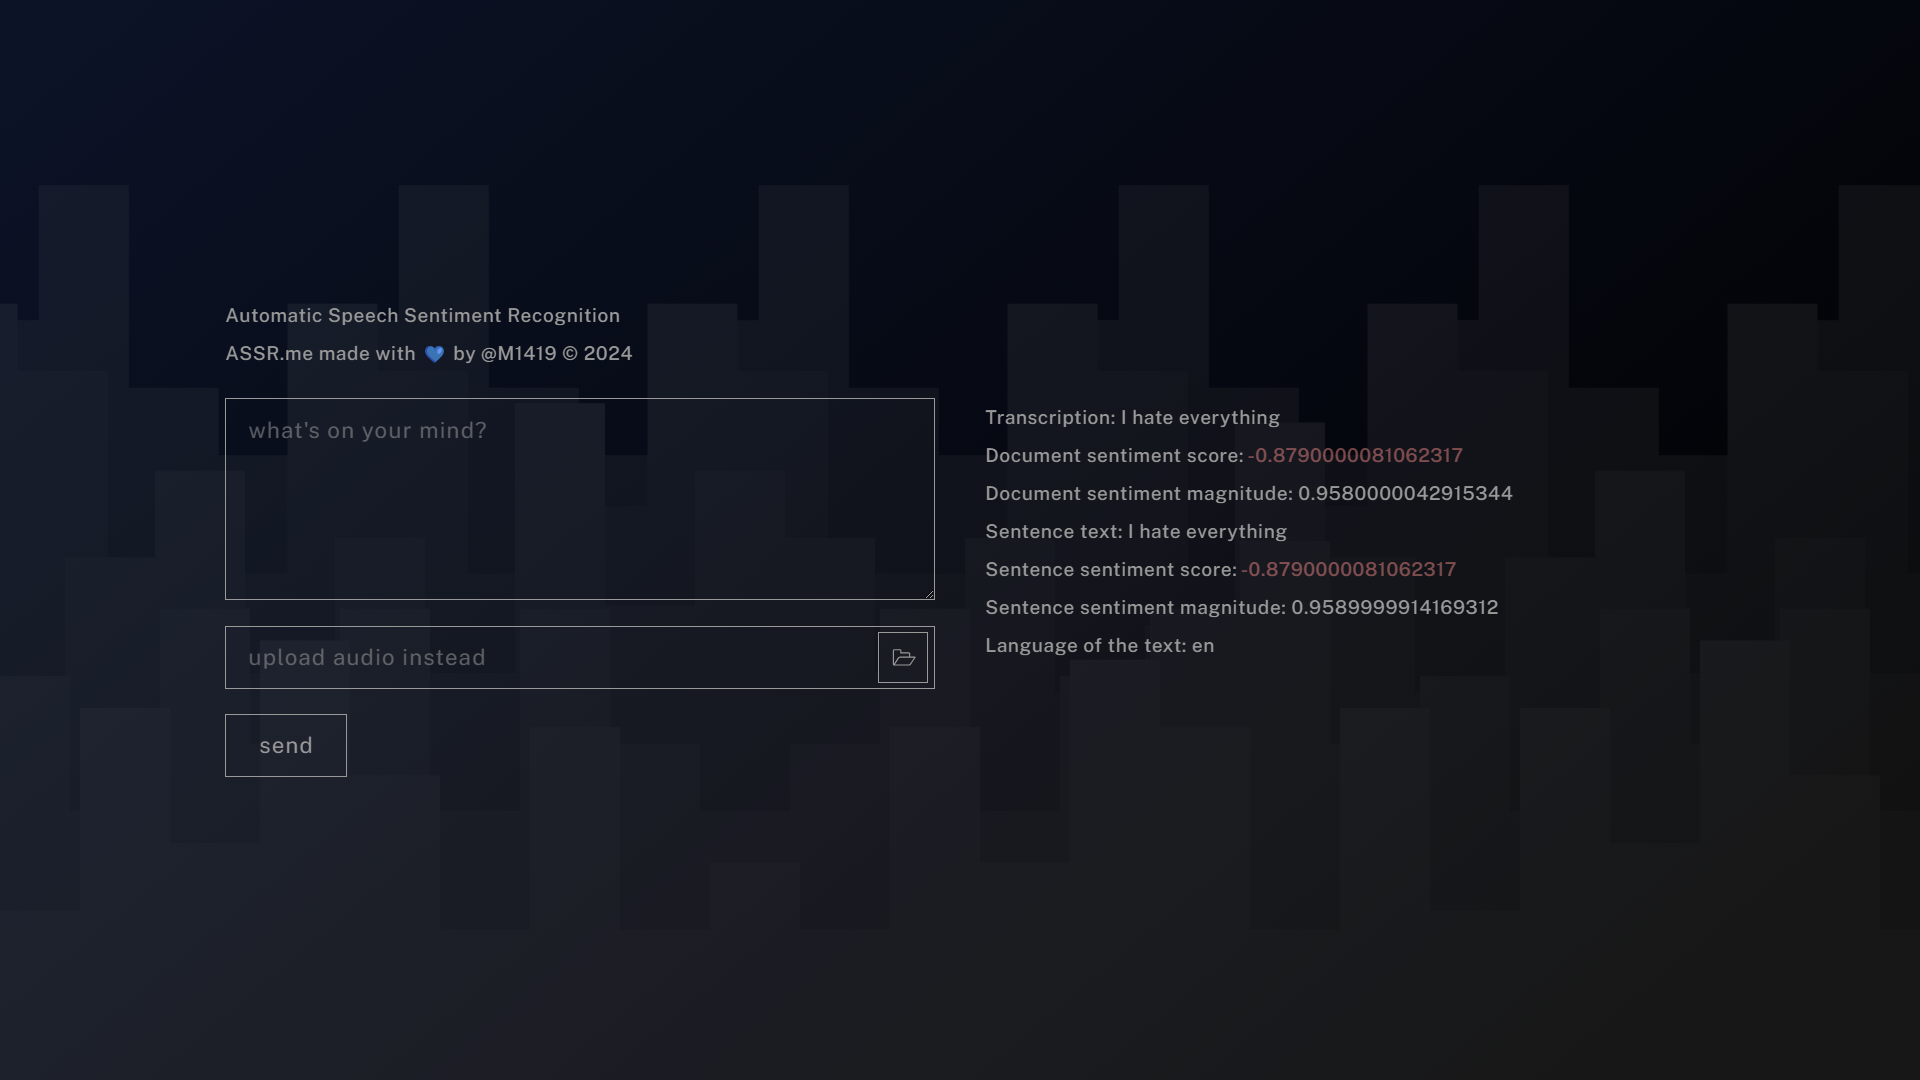 Automatic Speech Sentiment Recognition
ASSR.me made with 💙 by @M1419 © 2024
what's on your mind?
upload audio instead
send
Transcription: I hate everything
Document sentiment score: -0.8790000081062317
Document sentiment magnitude: 0.9580000042915344
Sentence text: I hate everything
Sentence sentiment score: -0.8790000081062317
Sentence sentiment magnitude: 0.9589999914169312
Language of the text: en